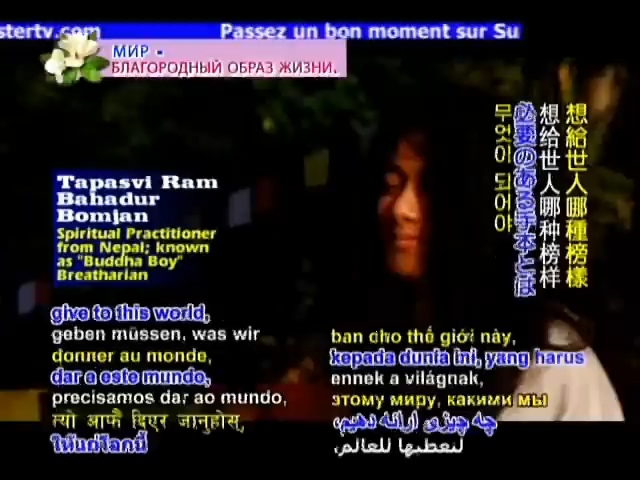 stertv.com Passez un bon moment sur Su
МИР -
БЛАГОРОДНЫЙ ОБРАЗ ЖИЗНИ.
想給世人哪種榜樣
想给世人哪种榜样
必要のある手本とは
무엇이 되어야
Tapasvi Ram
Bahadur
Bomjan
Spiritual Practitioner
from Nepal; known
as "Buddha Boy"
Breatharian
give to this world,
geben müssen, was wir
donner au monde,
dar a este mundo,
precisamos dar ao mundo,
त्यो आफैँ दिएर जानुहोस्,
ให้แก่โลกนี้
ban cho thế giới này,
kepada dunia ini, yang harus
ennek a világnak,
этому миру, какими мы
چه چیزی ارائه دهیم،
لنعطيها للعالم،